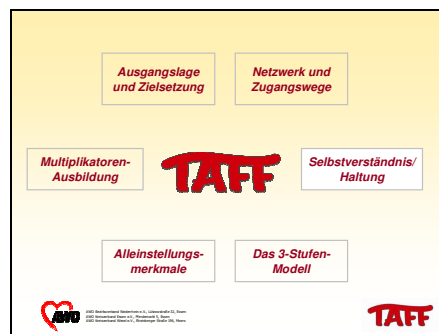 Ausgangslage
und Zielsetzung
Netzwerk und
Zugangswege
Multiplikatoren-
Ausbildung
TAFF
Selbstverständnis/
Haltung
Alleinstellungs-
merkmale
Das 3-Stufen-
Modell
AWO
TAFF